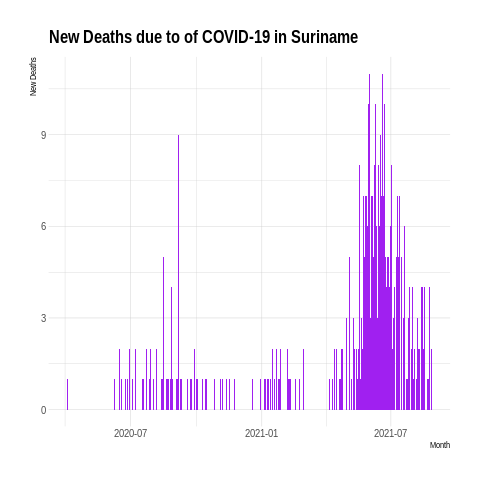 New Deaths due to of COVID-19 in Suriname
New Deaths
9
6
3
0
2020-07 2021-01 2021-07
Month